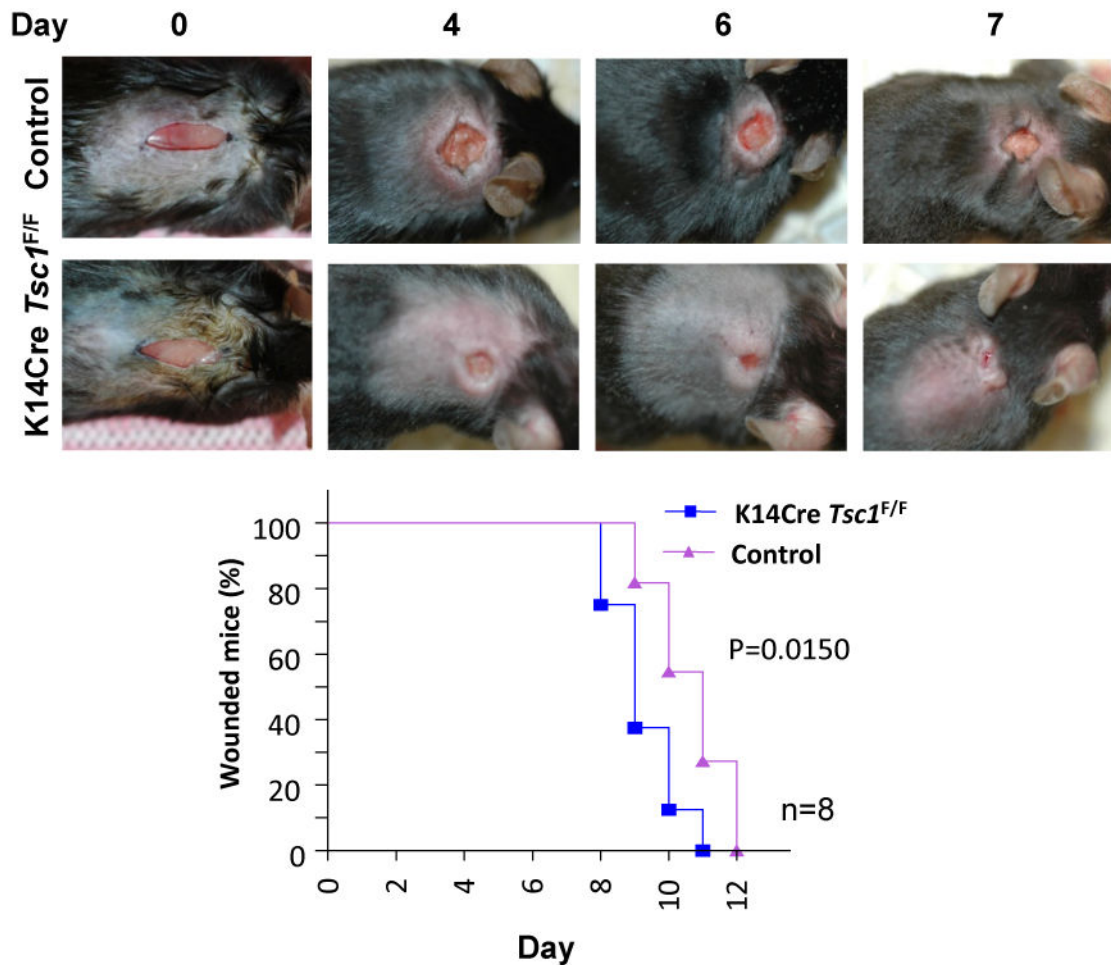 Day 0 4 6 7
Control
K14Cre Tsc1F/F
K14Cre Tsc1F/F
Control
100
80
60
40
20
0
Wounded mice (%)
P=0.0150
n=8
0 2 4 6 8 10 12
Day